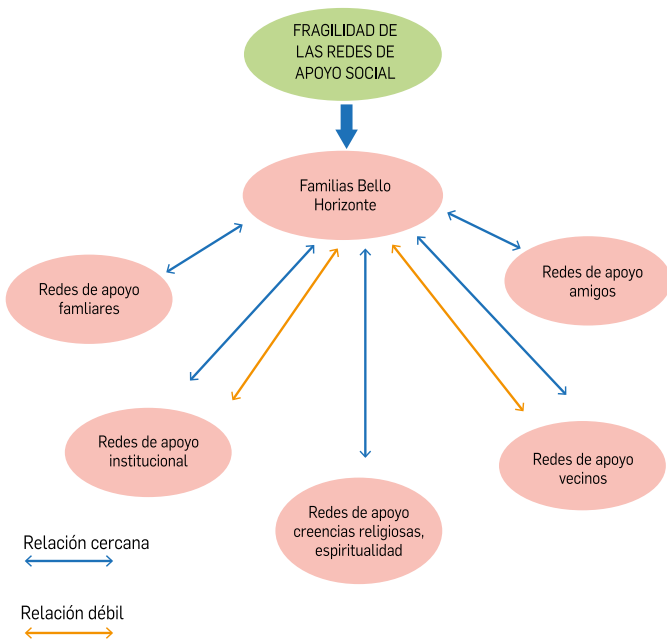 FRAGILIDAD DE
LAS REDES DE
APOYO SOCIAL
Familias Bello
Horizonte
Redes de apoyo
famliares
Redes de apoyo
amigos
Redes de apoyo
institucional
Redes de apoyo
vecinos
Redes de apoyo
creencias religiosas,
espiritualidad
Relación cercana
Relación débil